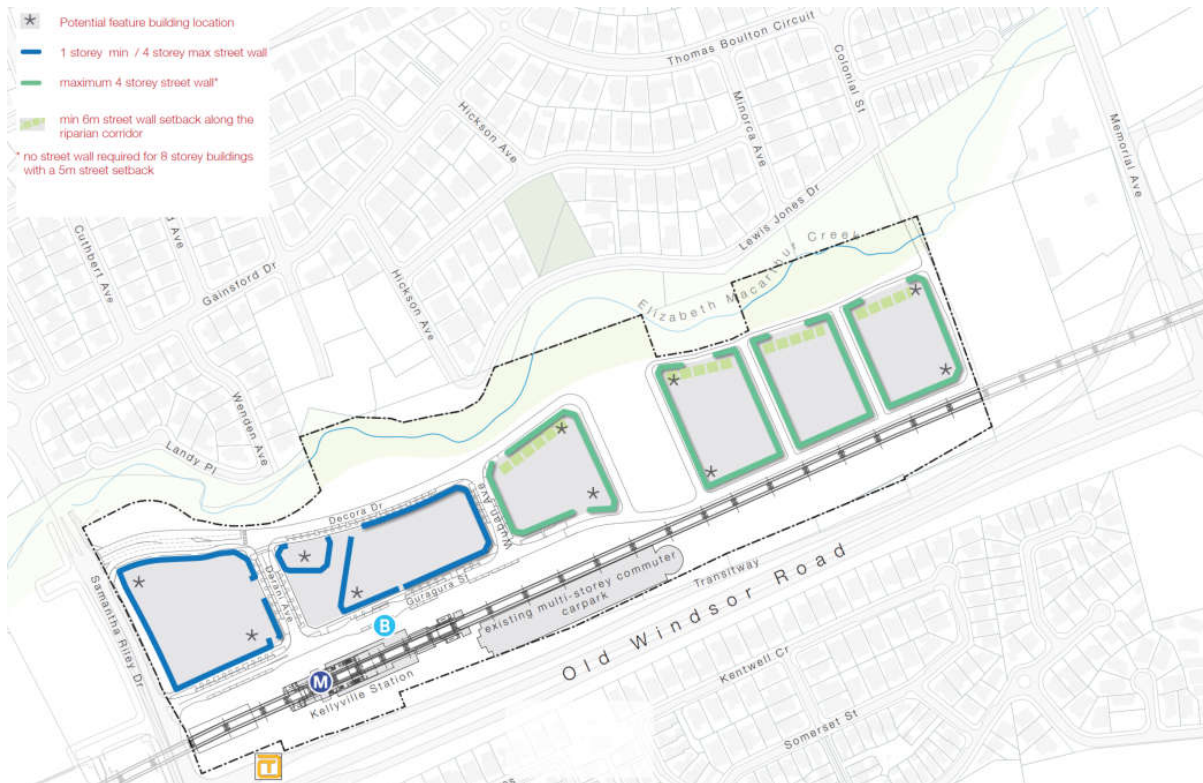 Potential feature building location
1 storey min / 4 storey max street wall
maximum 4 storey street wall*
min 6m street wall setback along the
riparian corridor
* no street wall required for 8 storey buildings
with a 5m street setback
Thomas Boulton Circuit
Colonial St
Minorca Ave
Memorial Ave
Hickson Ave
Lewis Jones Dr
Cuthbert Ave
Gainsford Dr
Hickson Ave
Elizabeth Macarthur Creek
Wenden Ave
Landy Pl
Decora Dr
Wuban Ave
Samantha Riley Dr
Darani Ave
Guragura St
B
existing multi-storey commuter
carpark
Transitway
Old Windsor Road
M
Kellyville Station
Kentwell Cr
Somerset St
T